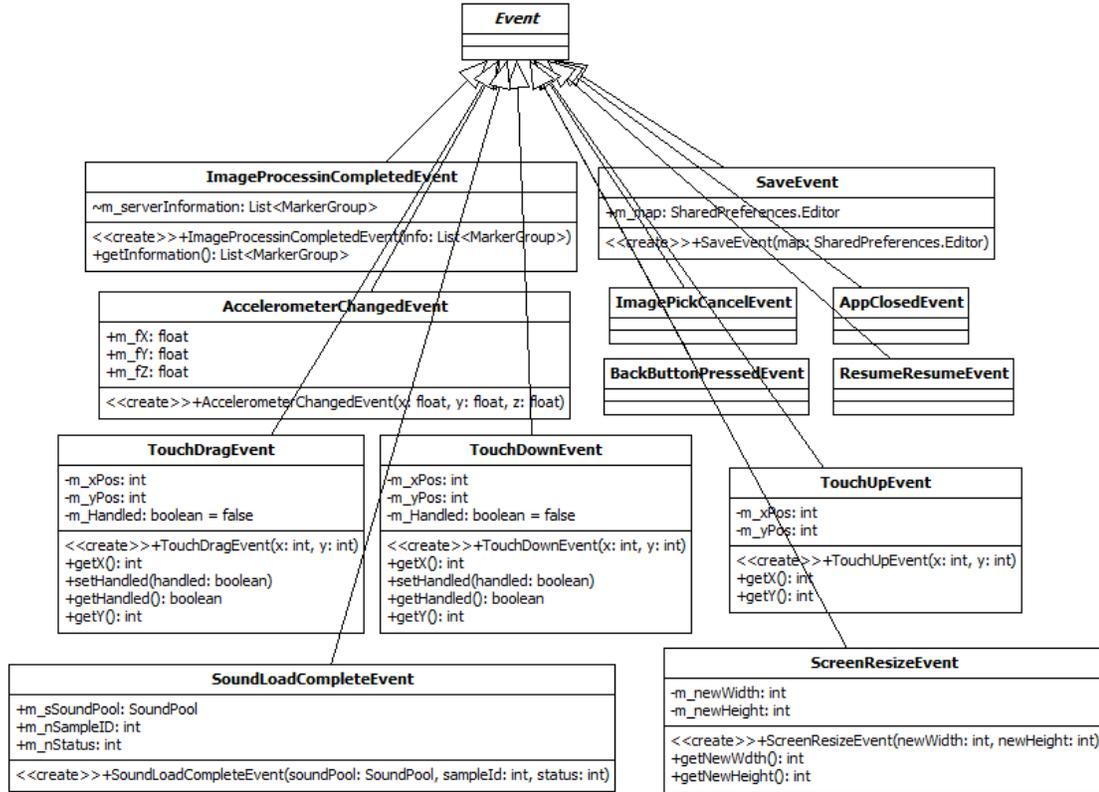 Event
ImageProcessinCompletedEvent
~m_serverInformation: List<MarkerGroup>
<<create>>+ImageProcessinCompletedEvent(info: List<MarkerGroup>)
+getInformation(): List<MarkerGroup>
SaveEvent
+m_map: SharedPreferences.Editor
<<create>>+SaveEvent(map: SharedPreferences.Editor)
AccelerometerChangedEvent
+m_fX: float
+m_fY: float
+m_fZ: float
<<create>>+AccelerometerChangedEvent(x: float, y: float, z: float)
ImagePickCancelEvent
AppClosedEvent
BackButtonPressedEvent
ResumeResumeEvent
TouchDragEvent
-m_xPos: int
-m_yPos: int
-m_Handled: boolean = false
<<create>>+TouchDragEvent(x: int, y: int)
+getX(): int
+setHandled(handled: boolean)
+getHandled(): boolean
+getY(): int
TouchDownEvent
-m_xPos: int
-m_yPos: int
-m_Handled: boolean = false
<<create>>+TouchDownEvent(x: int, y: int)
+getX(): int
+setHandled(handled: boolean)
+getHandled(): boolean
+getY(): int
TouchUpEvent
-m_xPos: int
-m_yPos: int
<<create>>+TouchUpEvent(x: int, y: int)
+getX(): int
+getY(): int
SoundLoadCompleteEvent
+m_sSoundPool: SoundPool
+m_nSampleID: int
+m_nStatus: int
<<create>>+SoundLoadCompleteEvent(soundPool: SoundPool, sampleId: int, status: int)
ScreenResizeEvent
-m_newWidth: int
-m_newHeight: int
<<create>>+ScreenResizeEvent(newWidth: int, newHeight: int)
+getNewWdth(): int
+getNewHeight(): int